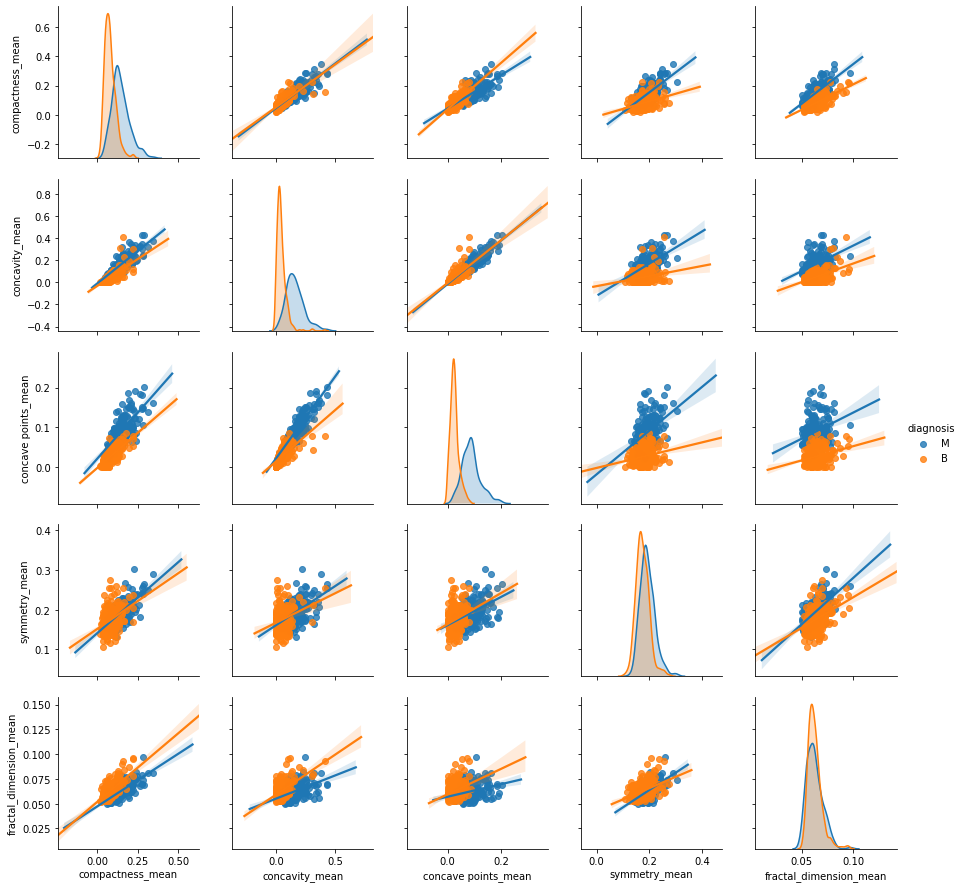 compactness_mean
0.6
0.4
0.2
0.0
−0.2
concavity_mean
0.8
0.6
0.4
0.2
0.0
−0.2
−0.4
concave points_mean
0.2
0.1
0.0
diagnosis
M
B
symmetry_mean
0.4
0.3
0.2
0.1
fractal_dimension_mean
0.150
0.125
0.100
0.075
0.050
0.025
0.00 0.25 0.50
0.0 0.5
0.0 0.2
0.0 0.2 0.4
0.05 0.10
compactness_mean
concavity_mean
concave points_mean
symmetry_mean
fractal_dimension_mean